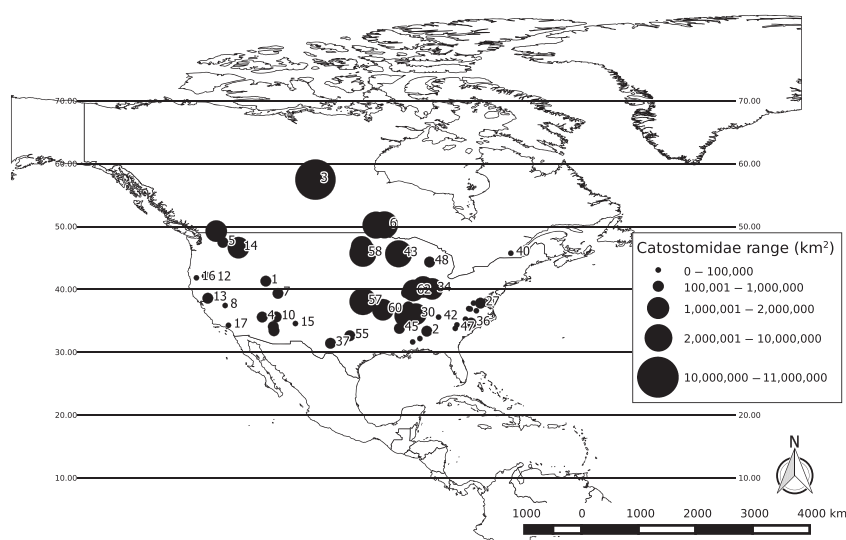 70.00 70.00
60.00 60.00
3
50.00 50.00
6
5 14
58 43 48 40
Catostomidae range (km²)
16 12 1
0 – 100,000
40.00
7
62 34
100,001 – 1,000,000
13 8
57 60 30 27
1,000,001 – 2,000,000
17 4 10 15
45 42 2 47 36
37 55
2,000,001 – 10,000,000
30.00
10,000,000 – 11,000,000
20.00 20.00
N
10.00 10.00
1000 0 1000 2000 3000 4000 km